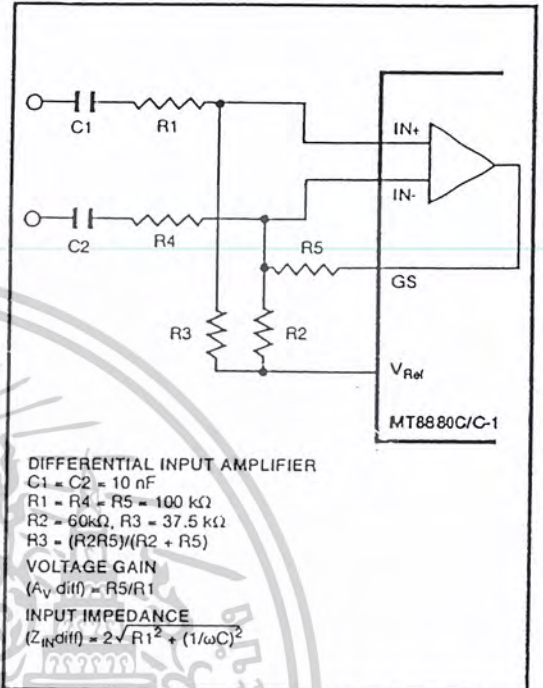 C1
R1
IN+
IN-
C2
R4
R5
GS
R3
R2
VRef
MT8880C/C-1
DIFFERENTIAL INPUT AMPLIFIER
C1 = C2 = 10 nF
R1 = R4 = R5 = 100 kΩ
R2 = 60kΩ, R3 = 37.5 kΩ
R3 = (R2R5)/(R2 + R5)
VOLTAGE GAIN
(AV diff) = R5/R1
INPUT IMPEDANCE
(ZINdiff) = 2√R1² + (1/ωC)²